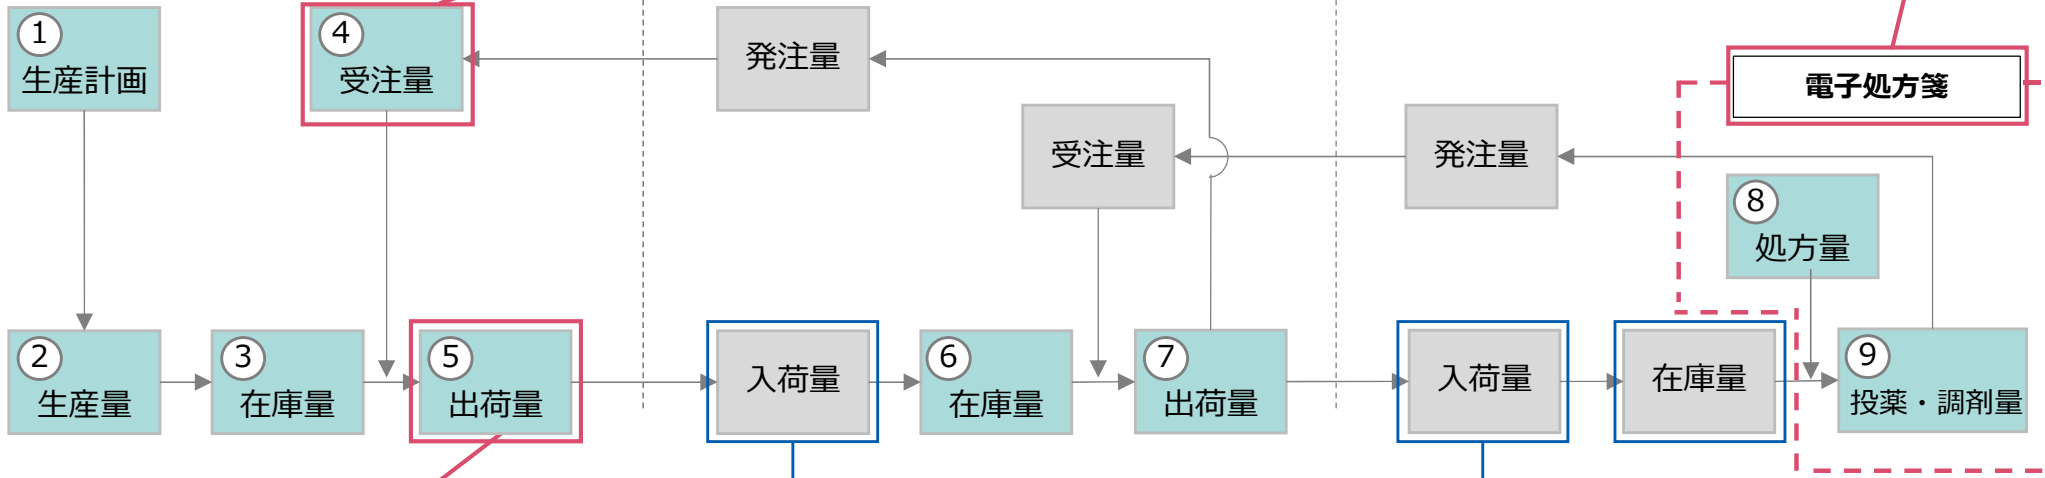 ①
生産計画
④
受注量
発注量
受注量
発注量
電子処方箋
⑧
処方量
②
生産量
③
在庫量
⑤
出荷量
入荷量
⑥
在庫量
⑦
出荷量
入荷量
在庫量
⑨
投薬・調剤量